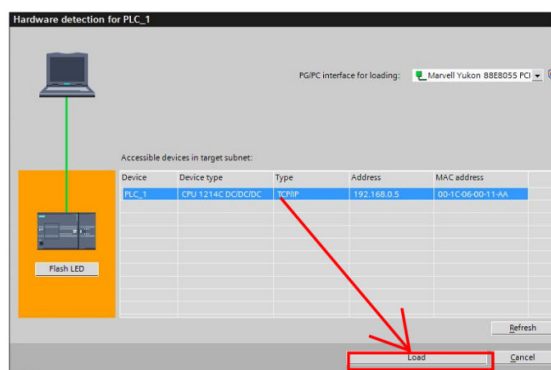 Hardware detection for PLC_1
PG/PC interface for loading: Marvell Yukon 88E8055 PCI
Accessible devices in target subnet:
Device Device type Type Address MAC address
PLC_1 CPU 1214C DC/DC/DC TCP/IP 192.168.0.5 00-1C-06-00-11-AA
Flash LED
Refresh
Load Cancel